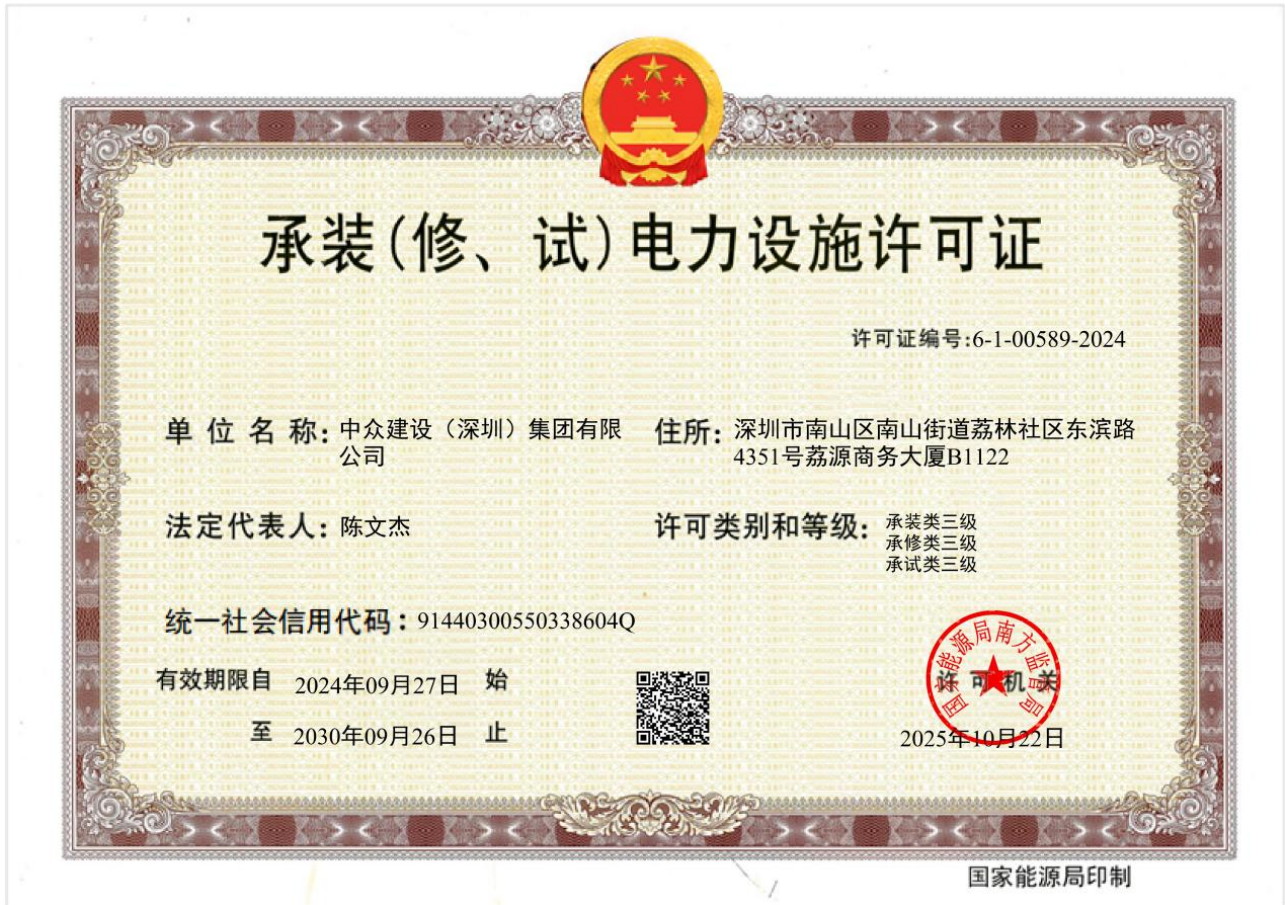 承装(修、试)电力设施许可证
许可证编号:6-1-00589-2024
单位名称:中众建设（深圳）集团有限
公司
住所:深圳市南山区南山街道荔林社区东滨路
4351号荔源商务大厦B1122
法定代表人:陈文杰
许可类别和等级:承装类三级
承修类三级
承试类三级
统一社会信用代码:91440300550338604Q
有效期限自 2024年09月27日 始
至 2030年09月26日 止
国家能源局南方监管局
许可机关
2025年10月22日
国家能源局印制